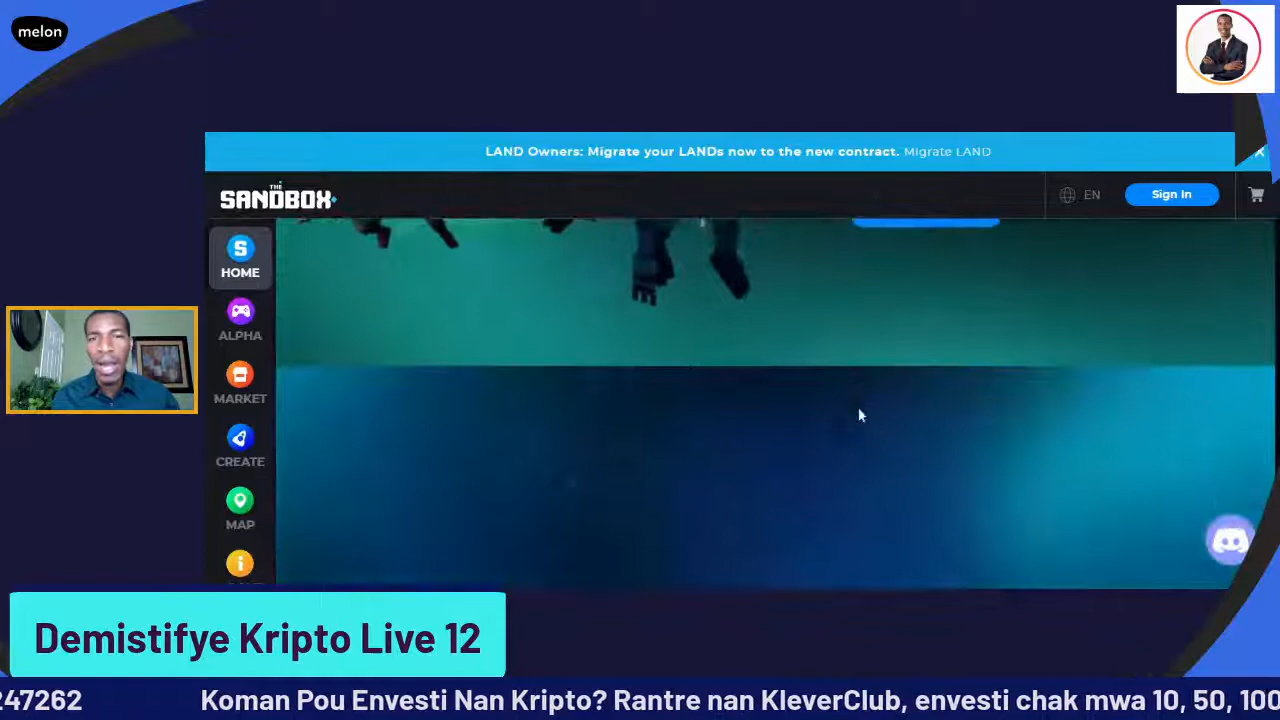 melon
LAND Owners: Migrate your LANDs now to the new contract. Migrate LAND
THE SANDBOX
EN
Sign In
HOME
ALPHA
MARKET
CREATE
MAP
Demistifye Kripto Live 12
247262 Koman Pou Envesti Nan Kripto? Rantre nan KleverClub, envesti chak mwa 10, 50, 100